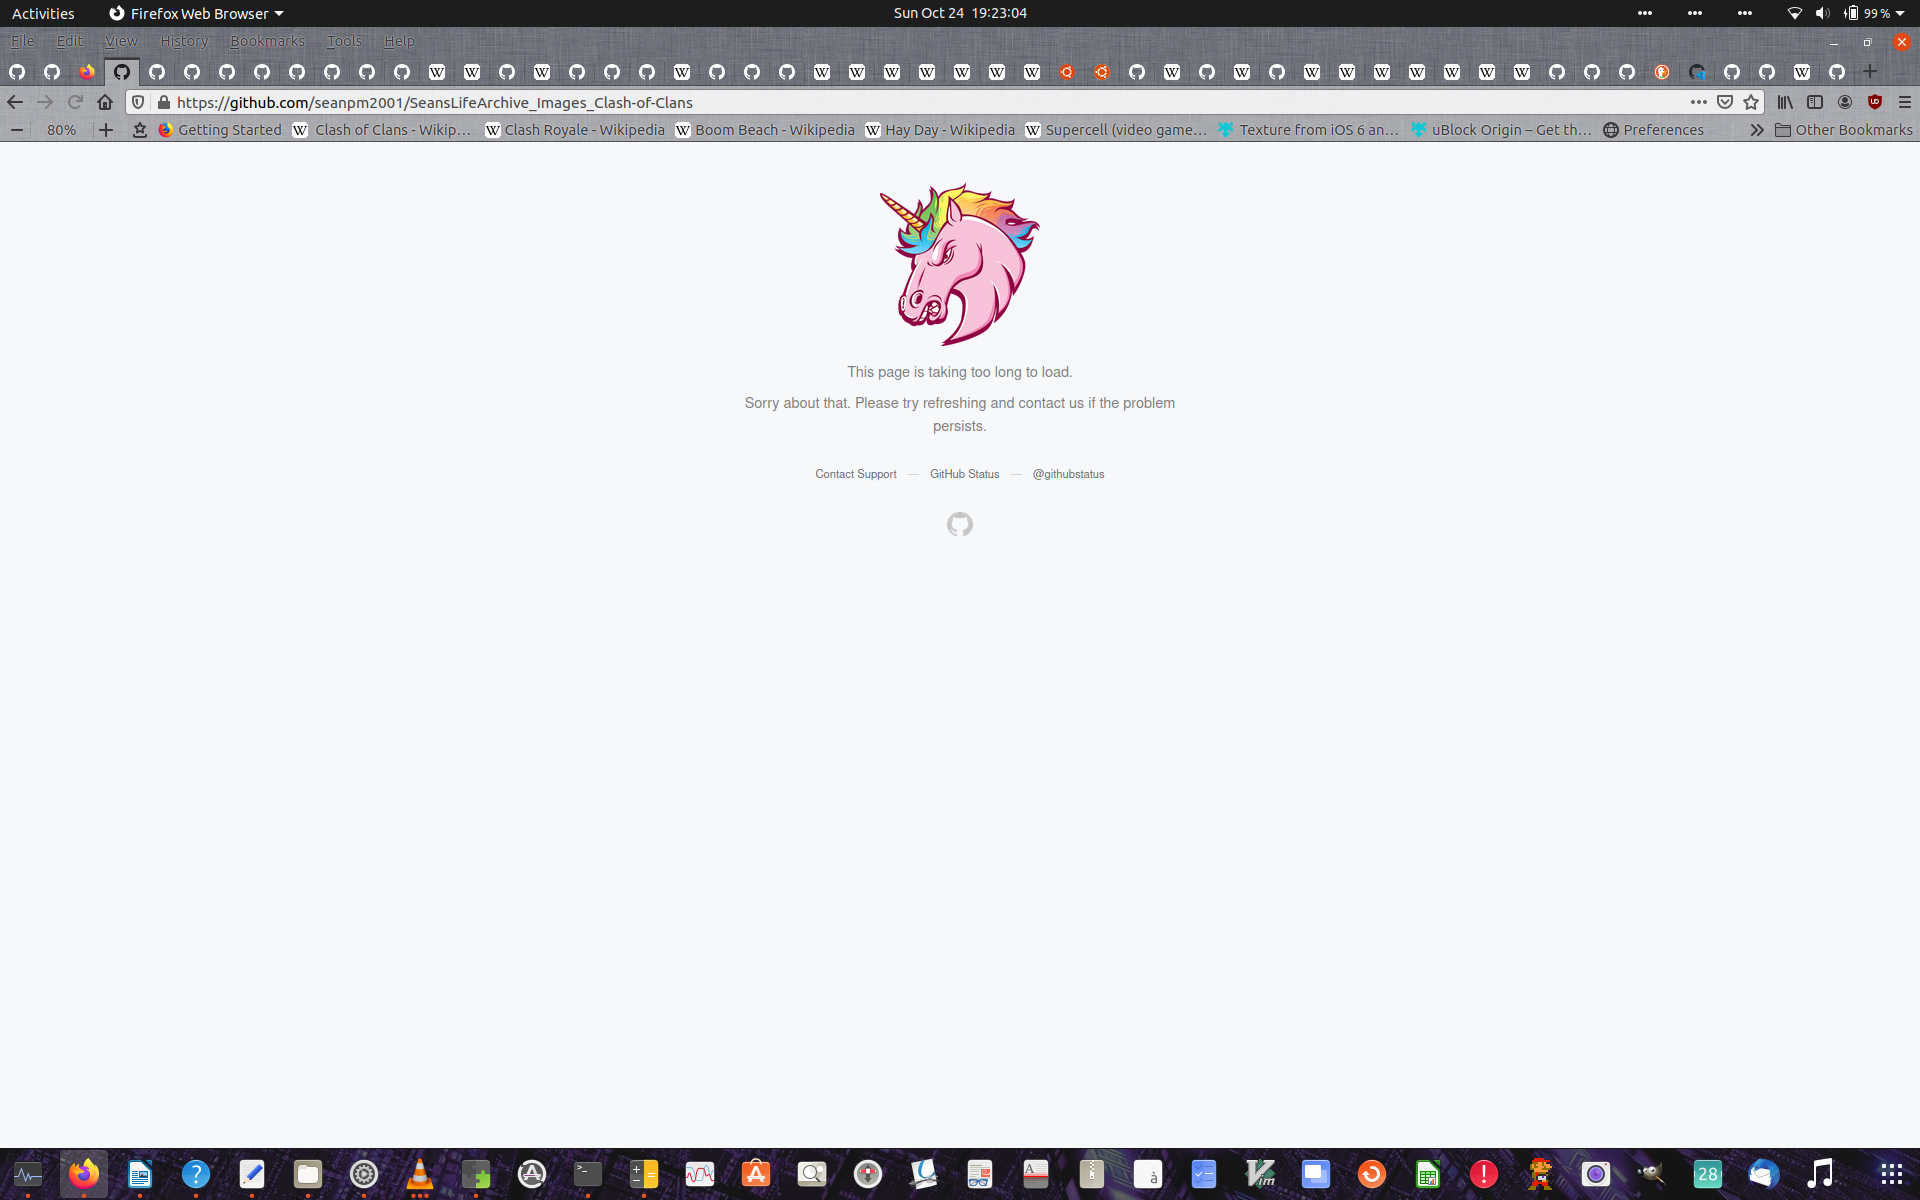 Activities
Firefox Web Browser
Sun Oct 24 19:23:04
99 %
File Edit View History Bookmarks Tools Help
https://github.com/seanpm2001/SeansLifeArchive_Images_Clash-of-Clans
80%
Getting Started
Clash of Clans - Wikip…
Clash Royale - Wikipedia
Boom Beach - Wikipedia
Hay Day - Wikipedia
Supercell (video game…
Texture from iOS 6 an…
uBlock Origin – Get th…
Preferences
Other Bookmarks
This page is taking too long to load.
Sorry about that. Please try refreshing and contact us if the problem
persists.
Contact Support — GitHub Status — @githubstatus
28